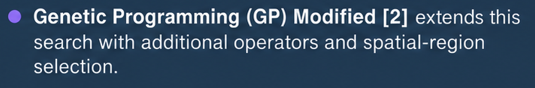 Genetic Programming (GP) Modified [2] extends this
search with additional operators and spatial-region
selection.